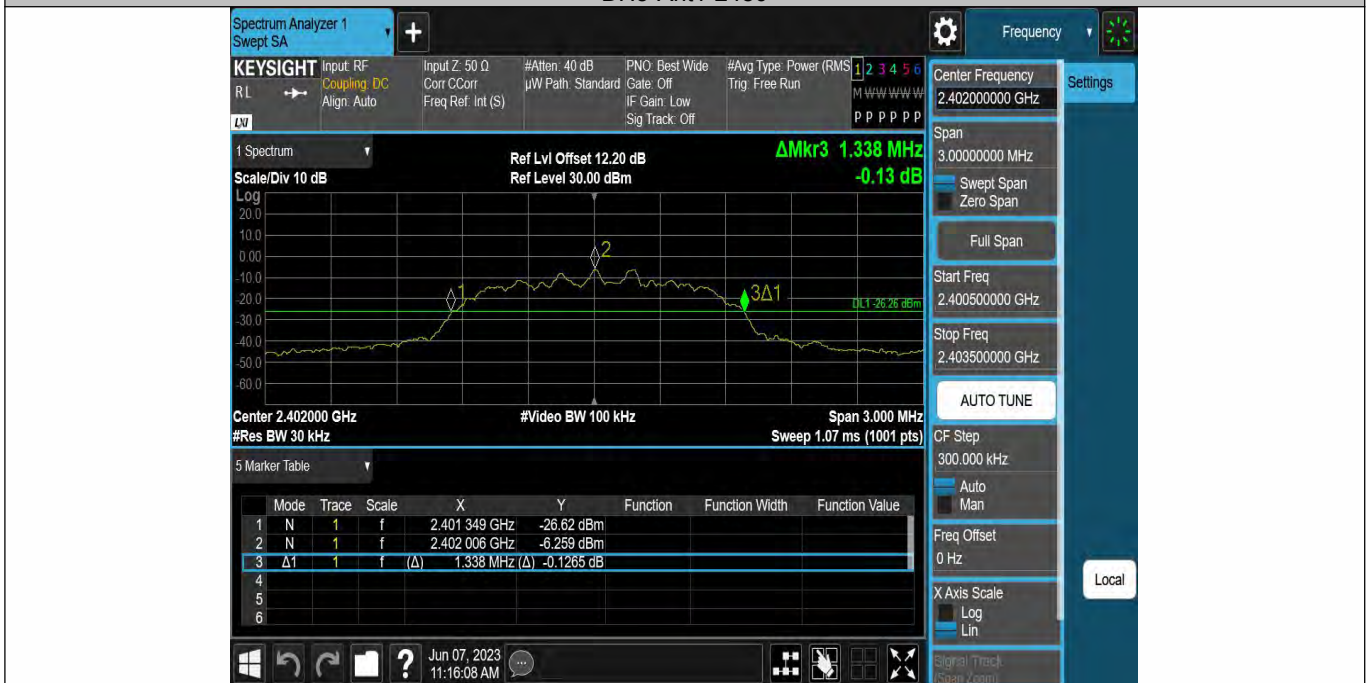 Spectrum Analyzer 1
Swept SA
Frequency
KEYSIGHT
Input: RF
Coupling: DC
Align: Auto
RL
LXI
Input Z: 50 Ω
Corr CCorr
Freq Ref: Int (S)
#Atten: 40 dB
µW Path: Standard
PNO: Best Wide
Gate: Off
IF Gain: Low
Sig Track: Off
#Avg Type: Power (RMS
Trig: Free Run
1 2 3 4 5 6
M W W W W W
P P P P P P
Center Frequency
2.402000000 GHz
Settings
Span
3.00000000 MHz
Swept Span
Zero Span
Full Span
Start Freq
2.400500000 GHz
Stop Freq
2.403500000 GHz
AUTO TUNE
CF Step
300.000 kHz
Auto
Man
Freq Offset
0 Hz
X Axis Scale
Log
Lin
Signal Track
(Span Zoom)
Local
1 Spectrum
Scale/Div 10 dB
Ref Lvl Offset 12.20 dB
Ref Level 30.00 dBm
ΔMkr3 1.338 MHz
-0.13 dB
Log
20.0
10.0
0.00
-10.0
-20.0
-30.0
-40.0
-50.0
-60.0
1
2
3Δ1
DL1 -26.26 dBm
Center 2.402000 GHz
#Res BW 30 kHz
#Video BW 100 kHz
Span 3.000 MHz
Sweep 1.07 ms (1001 pts)
5 Marker Table
Mode Trace Scale X Y Function Function Width Function Value
1 N 1 f 2.401 349 GHz -26.62 dBm
2 N 1 f 2.402 006 GHz -6.259 dBm
3 Δ1 1 f (Δ) 1.338 MHz (Δ) -0.1265 dB
4
5
6
Jun 07, 2023
11:16:08 AM